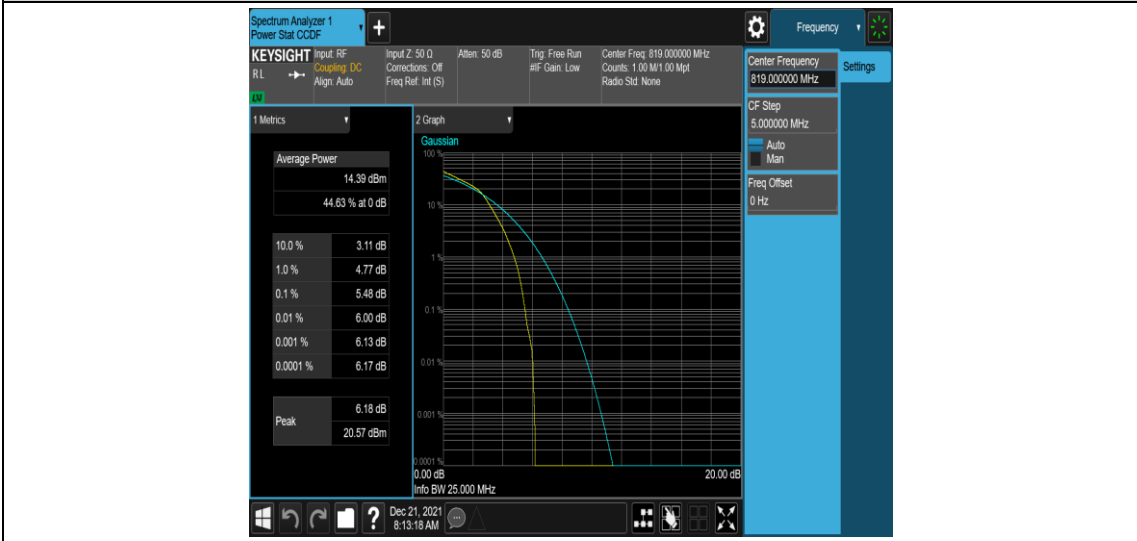 Spectrum Analyzer 1
Power Stat CCDF
+
Frequency
KEYSIGHT
Input: RF
Coupling: DC
Align: Auto
RL
LNI
Input Z: 50 Ω
Corrections: Off
Freq Ref: Int (S)
Atten: 50 dB
Trig: Free Run
#IF Gain: Low
Center Freq: 819.000000 MHz
Counts: 1.00 M/1.00 Mpt
Radio Std: None
Center Frequency
819.000000 MHz
Settings
CF Step
5.000000 MHz
Auto
Man
Freq Offset
0 Hz
1 Metrics
Average Power
14.39 dBm
44.63 % at 0 dB
10.0 % 3.11 dB
1.0 % 4.77 dB
0.1 % 5.48 dB
0.01 % 6.00 dB
0.001 % 6.13 dB
0.0001 % 6.17 dB
Peak
6.18 dB
20.57 dBm
2 Graph
Gaussian
100 %
10 %
1 %
0.1 %
0.01 %
0.001 %
0.0001 %
0.00 dB
20.00 dB
Info BW 25.000 MHz
?
Dec 21, 2021
8:13:18 AM